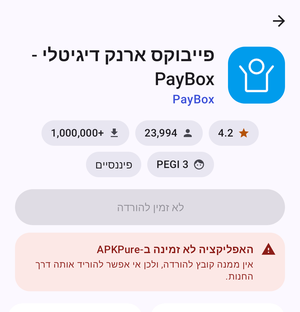 פייבוקס ארנק דיגיטלי -
PayBox
PayBox
4.2
23,994
1,000,000+
PEGI 3
פיננסיים
לא זמין להורדה
האפליקציה לא זמינה ב-APKPure
אין ממנה קובץ להורדה, ולכן אי אפשר להוריד אותה דרך
החנות.